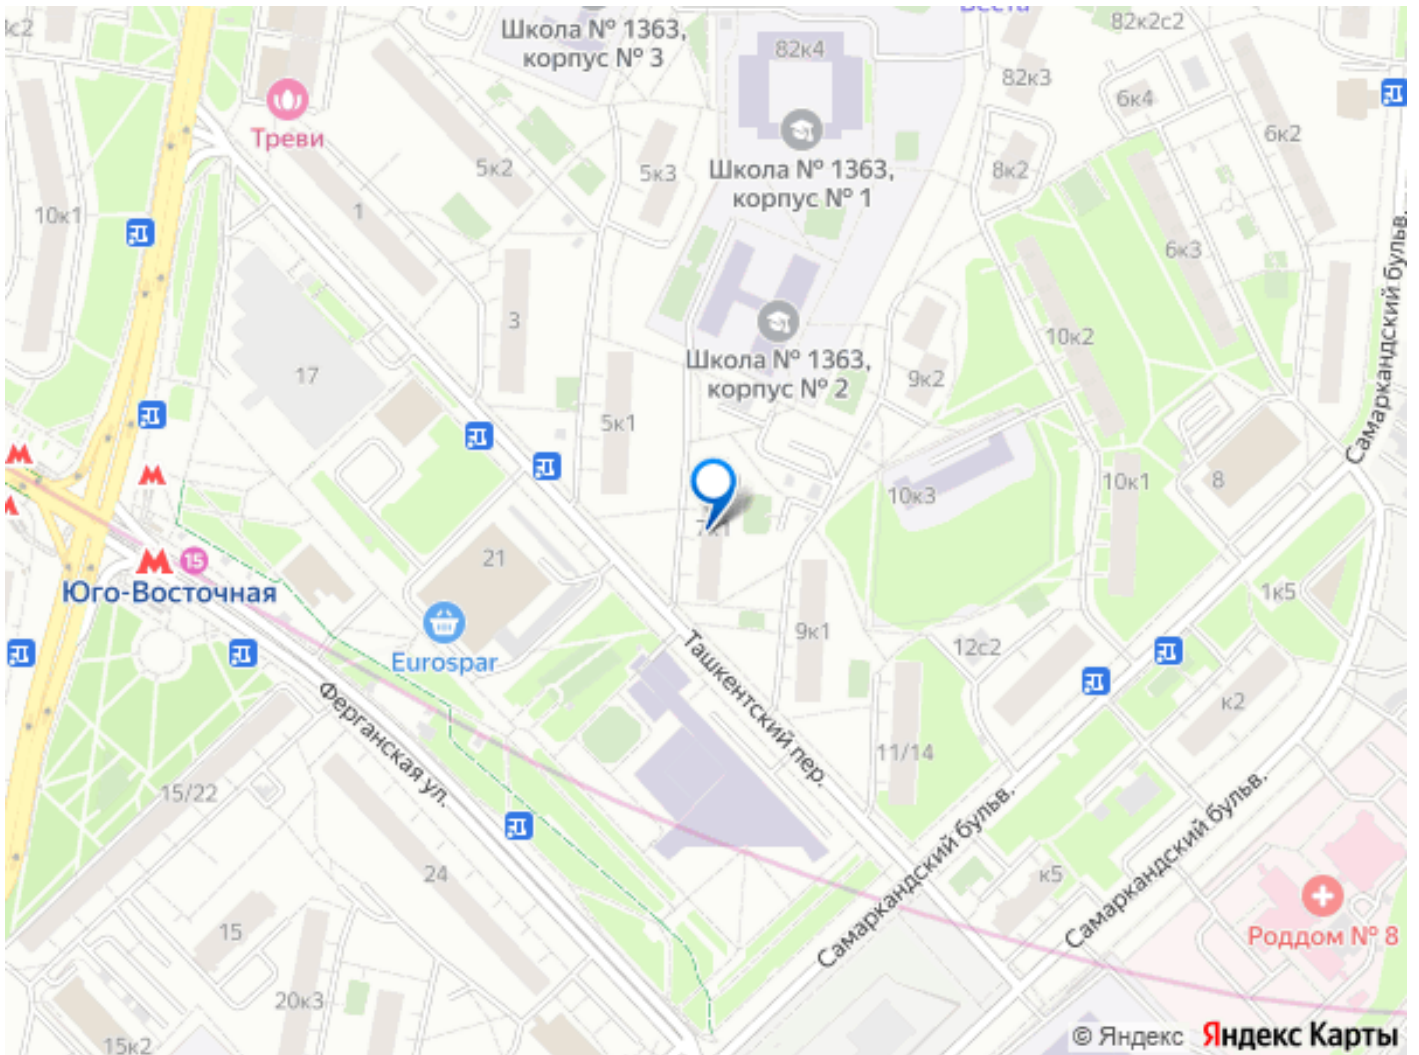 Веста
Школа № 1363,
корпус № 3
82к4
82к2с2
82к3
6к4
6к2
Треви
5к2
5к3
Школа № 1363,
корпус № 1
8к2
10к1
1
6к3
3
10к2
17
Школа № 1363,
корпус № 2
9к2
Самаркандский бульв.
5к1
10к3
10к1
8
7к1
21
15
Юго-Восточная
1к5
Eurospar
9к1
12с2
Ташкентский пер.
к2
Ферганская ул.
11/14
15/22
24
к5
Самаркандский бульв.
Самаркандский бульв.
15
Роддом № 8
20к3
15к2
© Яндекс Яндекс Карты